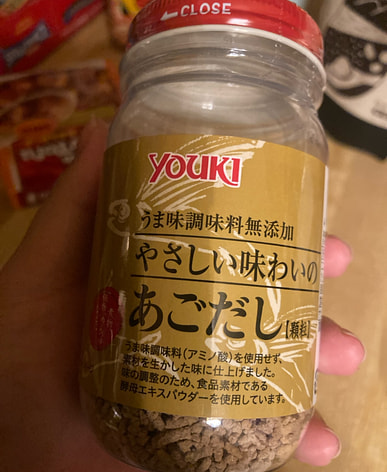 CLOSE
YOUKI
うま味調味料無添加
やさしい味わいの
あごだし【顆粒】
うま味調味料(アミノ酸)を使用せず、
素材を生かした味に仕上げました。
味の調整のため、食品素材である
酵母エキスパウダーを使用しています。